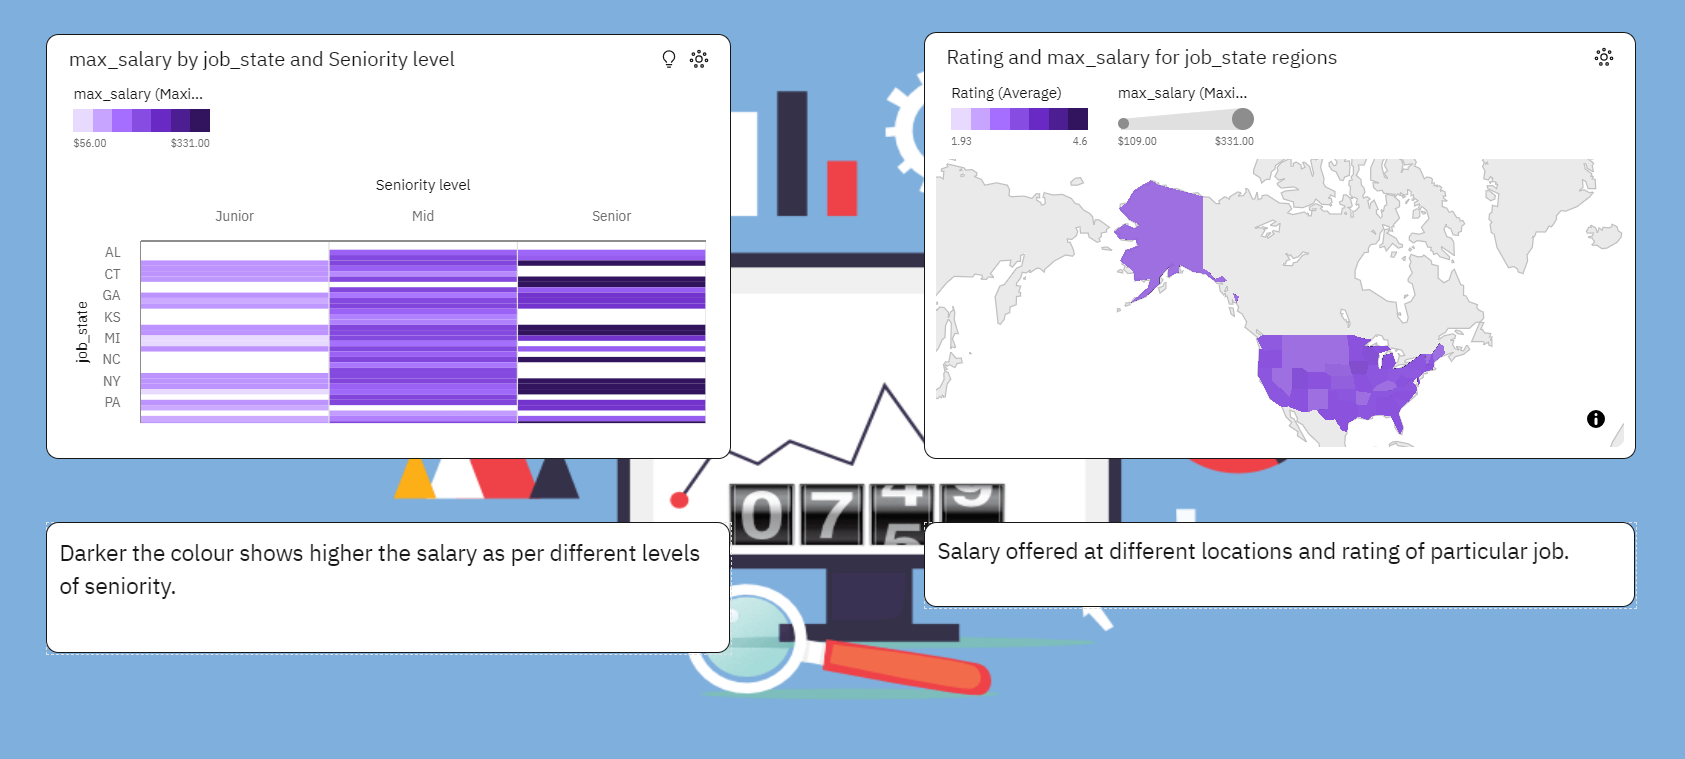 max_salary by job_state and Seniority level
max_salary (Maxi...
$56.00 $331.00
Seniority level
Junior Mid Senior
job_state
AL
CT
GA
KS
MI
NC
NY
PA
Darker the colour shows higher the salary as per different levels
of seniority.
Rating and max_salary for job_state regions
Rating (Average) max_salary (Maxi...
1.93 4.6 $109.00 $331.00
Salary offered at different locations and rating of particular job.
0 7 4 9
5